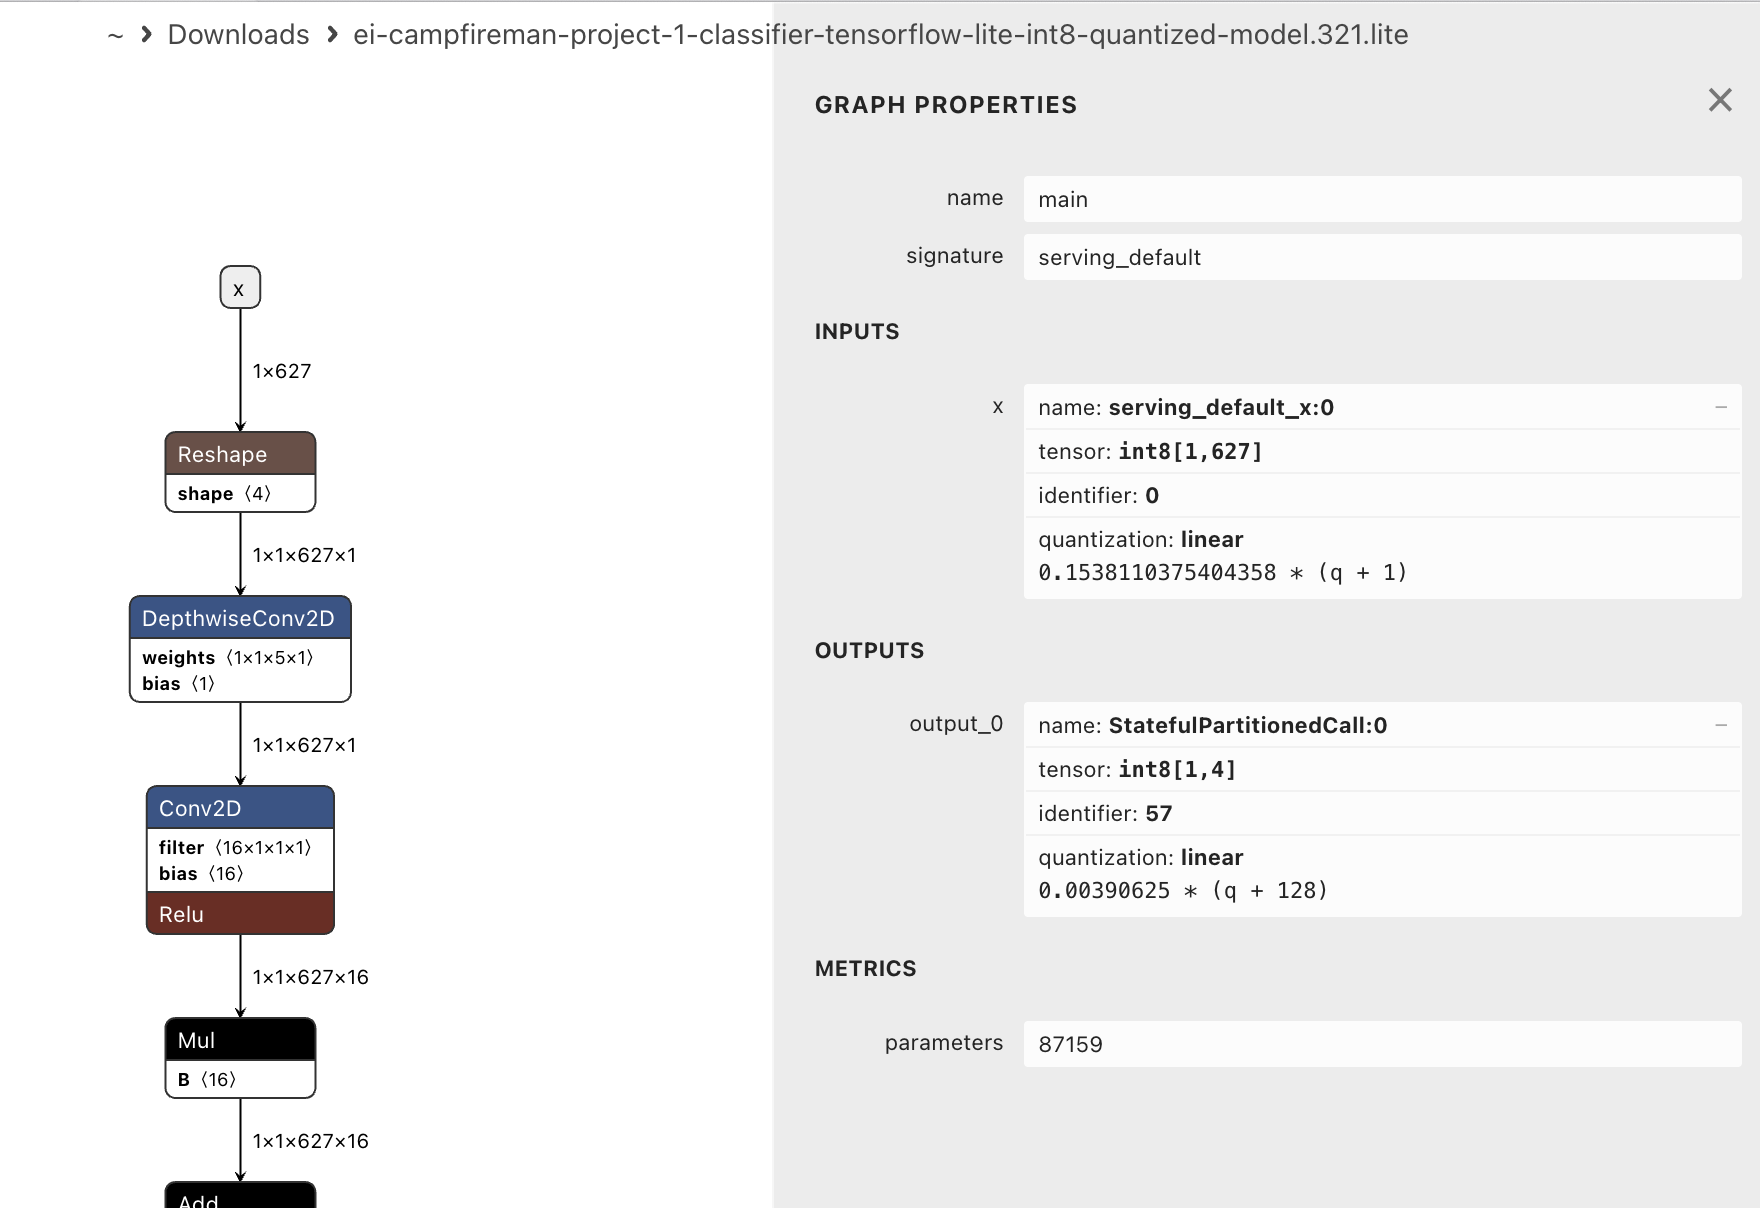 ~ › Downloads › ei-campfireman-project-1-classifier-tensorflow-lite-int8-quantized-model.321.lite
x
1×627
Reshape
shape ⟨4⟩
1×1×627×1
DepthwiseConv2D
weights ⟨1×1×5×1⟩
bias ⟨1⟩
1×1×627×1
Conv2D
filter ⟨16×1×1×1⟩
bias ⟨16⟩
Relu
1×1×627×16
Mul
B ⟨16⟩
1×1×627×16
Add
GRAPH PROPERTIES
name main
signature serving_default
INPUTS
x name: serving_default_x:0
tensor: int8[1,627]
identifier: 0
quantization: linear
0.1538110375404358 * (q + 1)
OUTPUTS
output_0 name: StatefulPartitionedCall:0
tensor: int8[1,4]
identifier: 57
quantization: linear
0.00390625 * (q + 128)
METRICS
parameters 87159